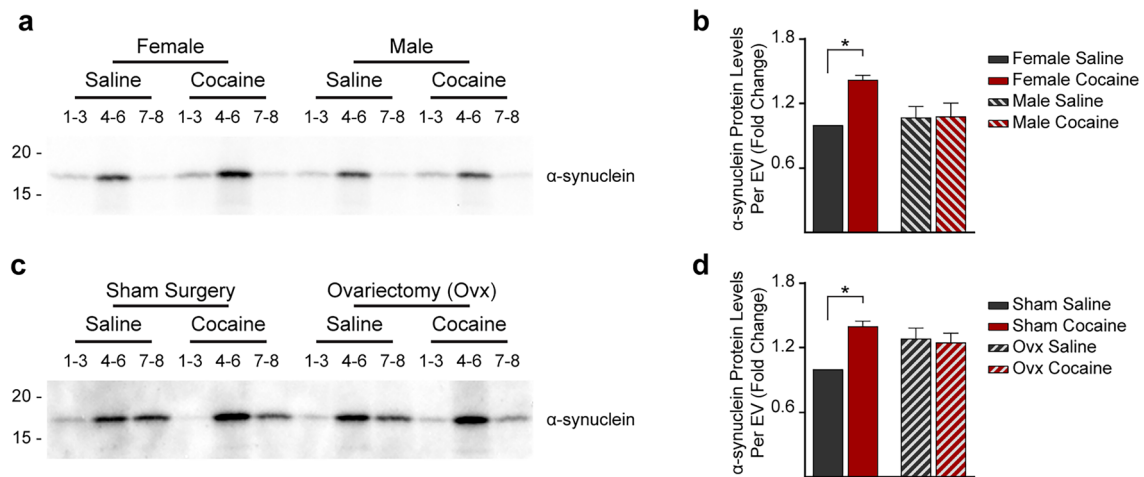 a
Female Male
Saline Cocaine Saline Cocaine
1-3 4-6 7-8 1-3 4-6 7-8 1-3 4-6 7-8 1-3 4-6 7-8
20 -
15 -
α-synuclein
b
α-synuclein Protein Levels
Per EV (Fold Change)
1.8
1.2
0.6
*
Female Saline
Female Cocaine
Male Saline
Male Cocaine
c
Sham Surgery Ovariectomy (Ovx)
Saline Cocaine Saline Cocaine
1-3 4-6 7-8 1-3 4-6 7-8 1-3 4-6 7-8 1-3 4-6 7-8
20 -
15 -
α-synuclein
d
α-synuclein Protein Levels
Per EV (Fold Change)
1.8
1.2
0.6
*
Sham Saline
Sham Cocaine
Ovx Saline
Ovx Cocaine